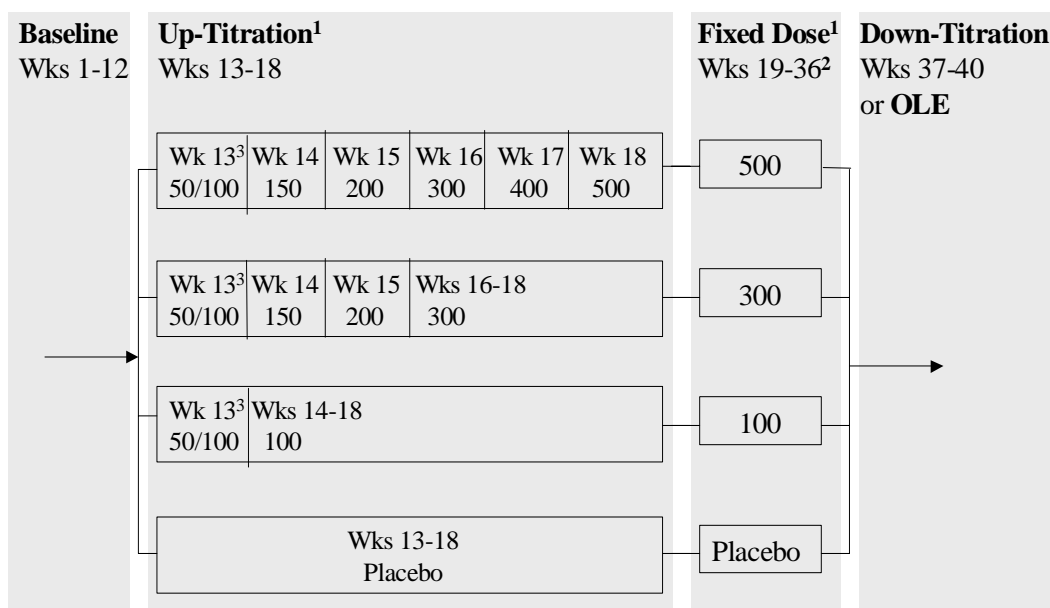 Baseline
Wks 1-12
Up-Titration¹
Wks 13-18
Fixed Dose¹
Wks 19-36²
Down-Titration
Wks 37-40
or OLE
Wk 13³ Wk 14 Wk 15 Wk 16 Wk 17 Wk 18
50/100 150 200 300 400 500
500
Wk 13³ Wk 14 Wk 15 Wks 16-18
50/100 150 200 300
300
Wk 13³ Wks 14-18
50/100 100
100
Wks 13-18
Placebo
Placebo